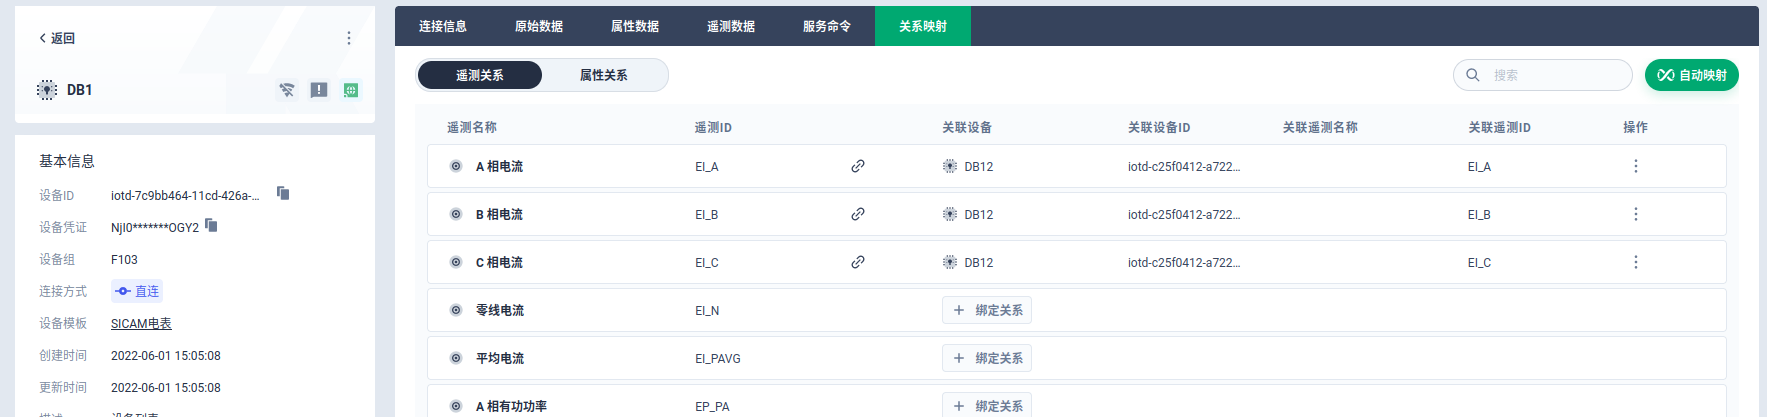 返回
DB1
基本信息
设备ID iotd-7c9bb464-11cd-426a-...
设备凭证 NjI0*******OGY2
设备组 F103
连接方式 直连
设备模板 SICAM电表
创建时间 2022-06-01 15:05:08
更新时间 2022-06-01 15:05:08
连接信息 原始数据 属性数据 遥测数据 服务命令 关系映射
遥测关系 属性关系 搜索 自动映射
遥测名称 遥测ID 关联设备 关联设备ID 关联遥测名称 关联遥测ID 操作
A 相电流 EI_A DB12 iotd-c25f0412-a722... EI_A
B 相电流 EI_B DB12 iotd-c25f0412-a722... EI_B
C 相电流 EI_C DB12 iotd-c25f0412-a722... EI_C
零线电流 EI_N 绑定关系
平均电流 EI_PAVG 绑定关系
A 相有功功率 EP_PA 绑定关系